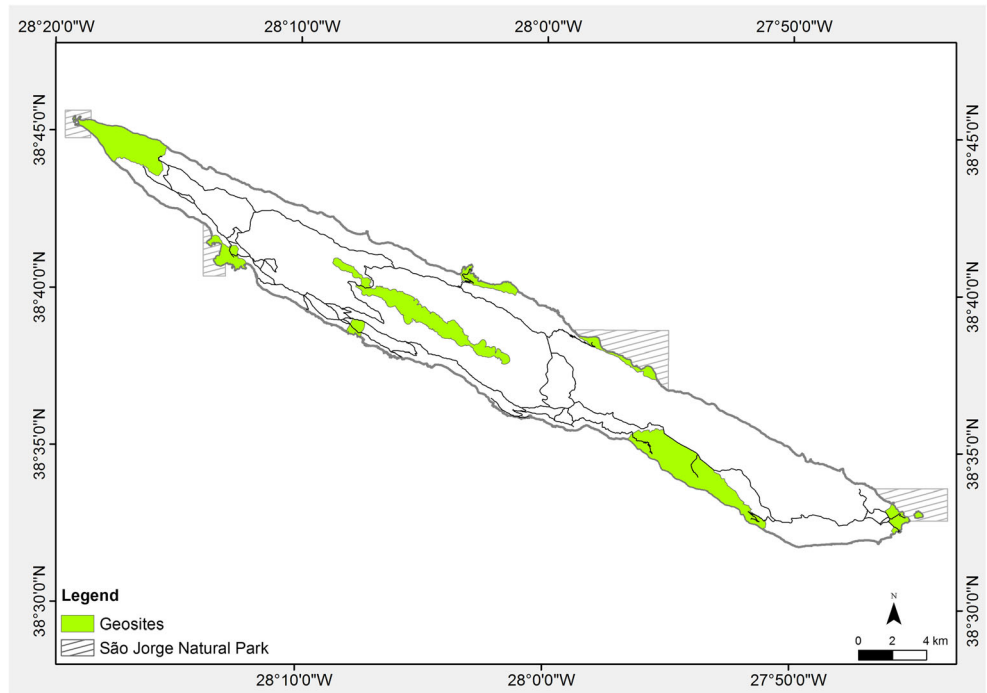 28°20'0"W 28°10'0"W 28°0'0"W 27°50'0"W
38°45'0"N 38°45'0"N
38°40'0"N 38°40'0"N
38°35'0"N 38°35'0"N
38°30'0"N 38°30'0"N
Legend
Geosites
São Jorge Natural Park
N
0 2 4 km
28°10'0"W 28°0'0"W 27°50'0"W